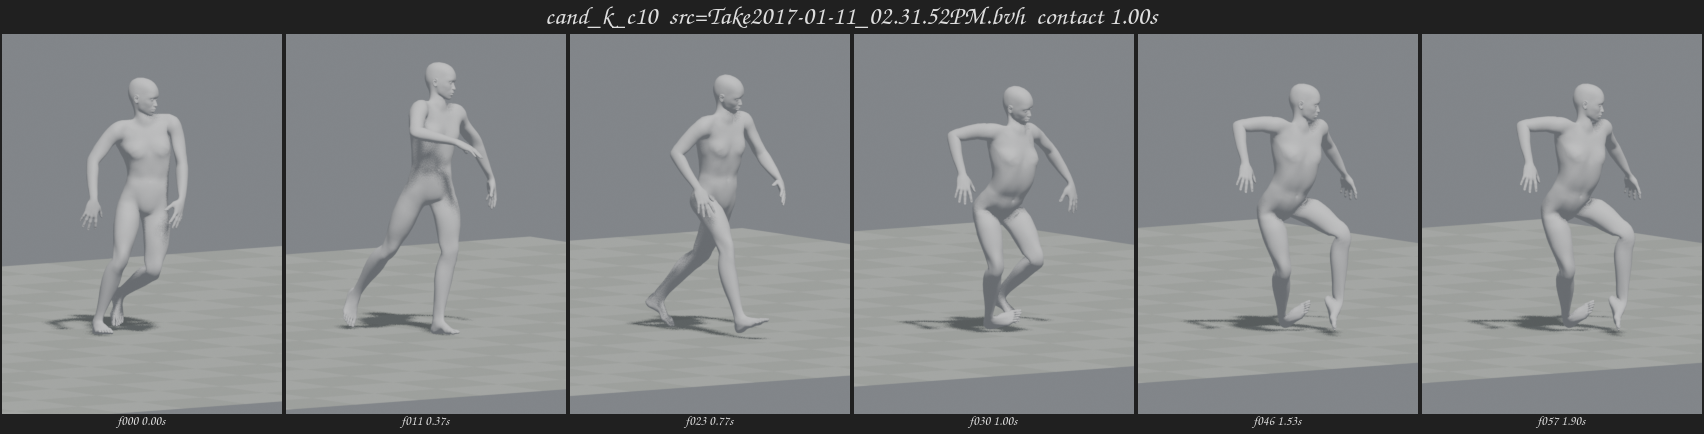 cand_k_c10 src=Take2017-01-11_02.31.52PM.bvh contact 1.00s
f000 0.00s
f011 0.37s
f023 0.77s
f030 1.00s
f046 1.53s
f057 1.90s